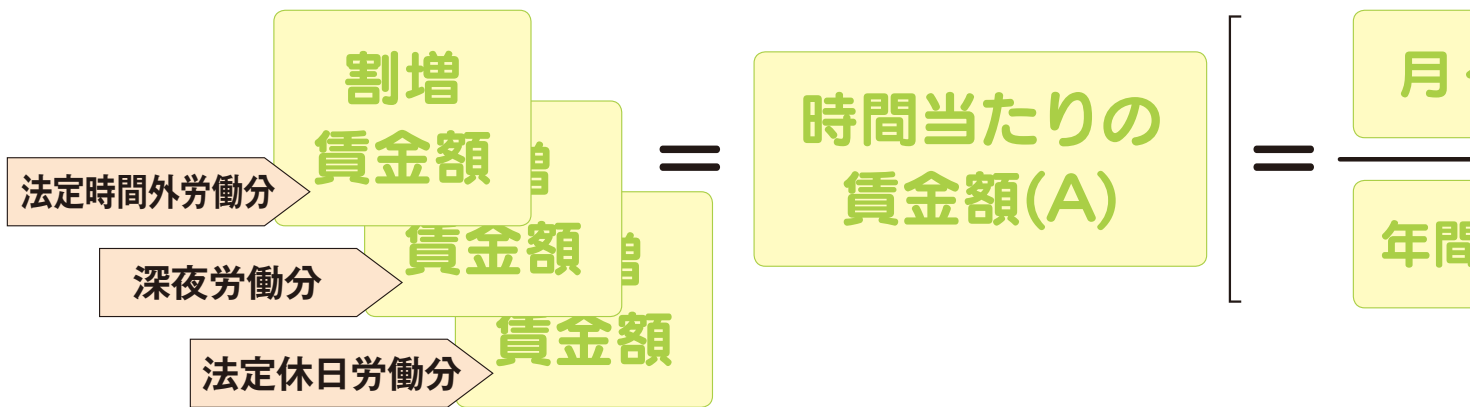 割増
賃金額
法定時間外労働分
増
賃金額
深夜労働分
増
賃金額
法定休日労働分
=
時間当たりの
賃金額(A)
=
月
年間